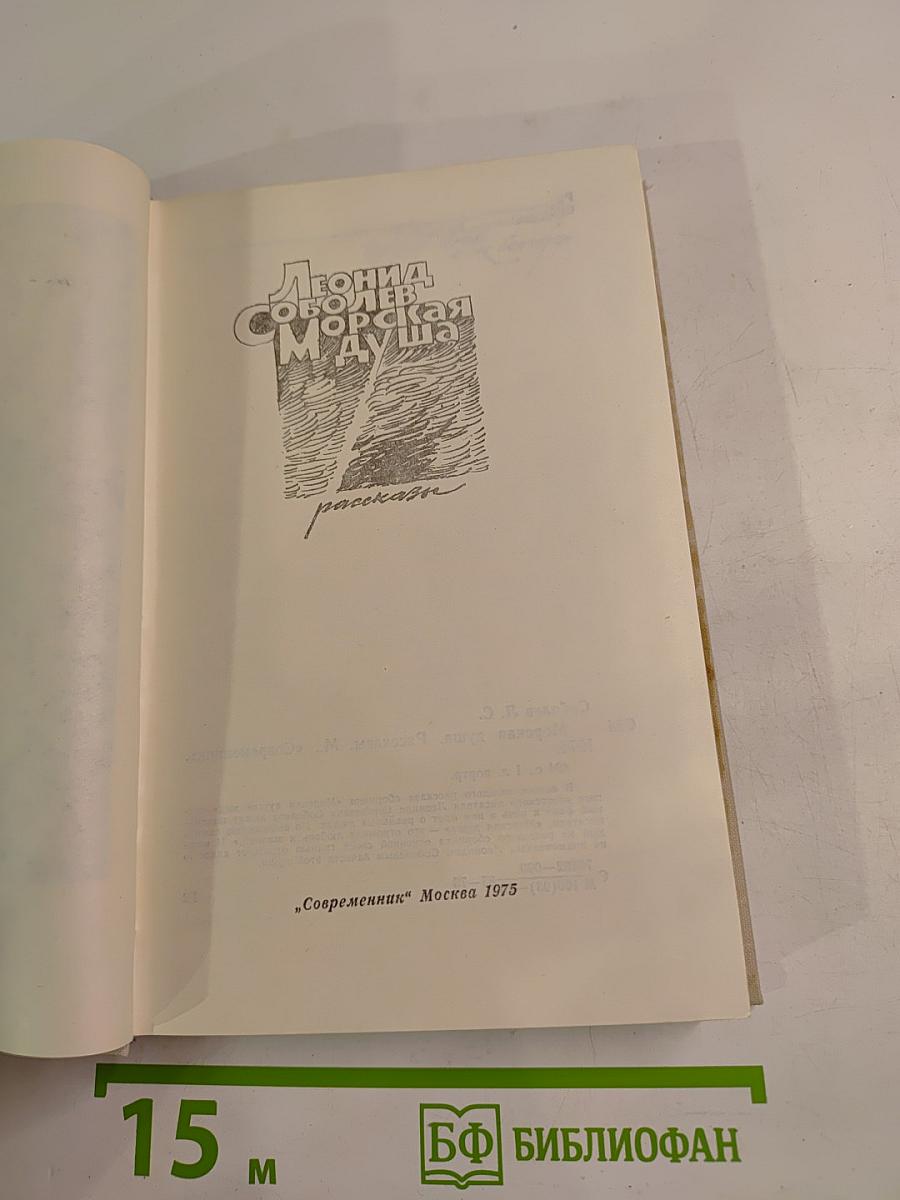 Леонид
Соболев
Морская
душа
рассказы
„Современник“ Москва 1975
15 м
БФ БИБЛИОФАН